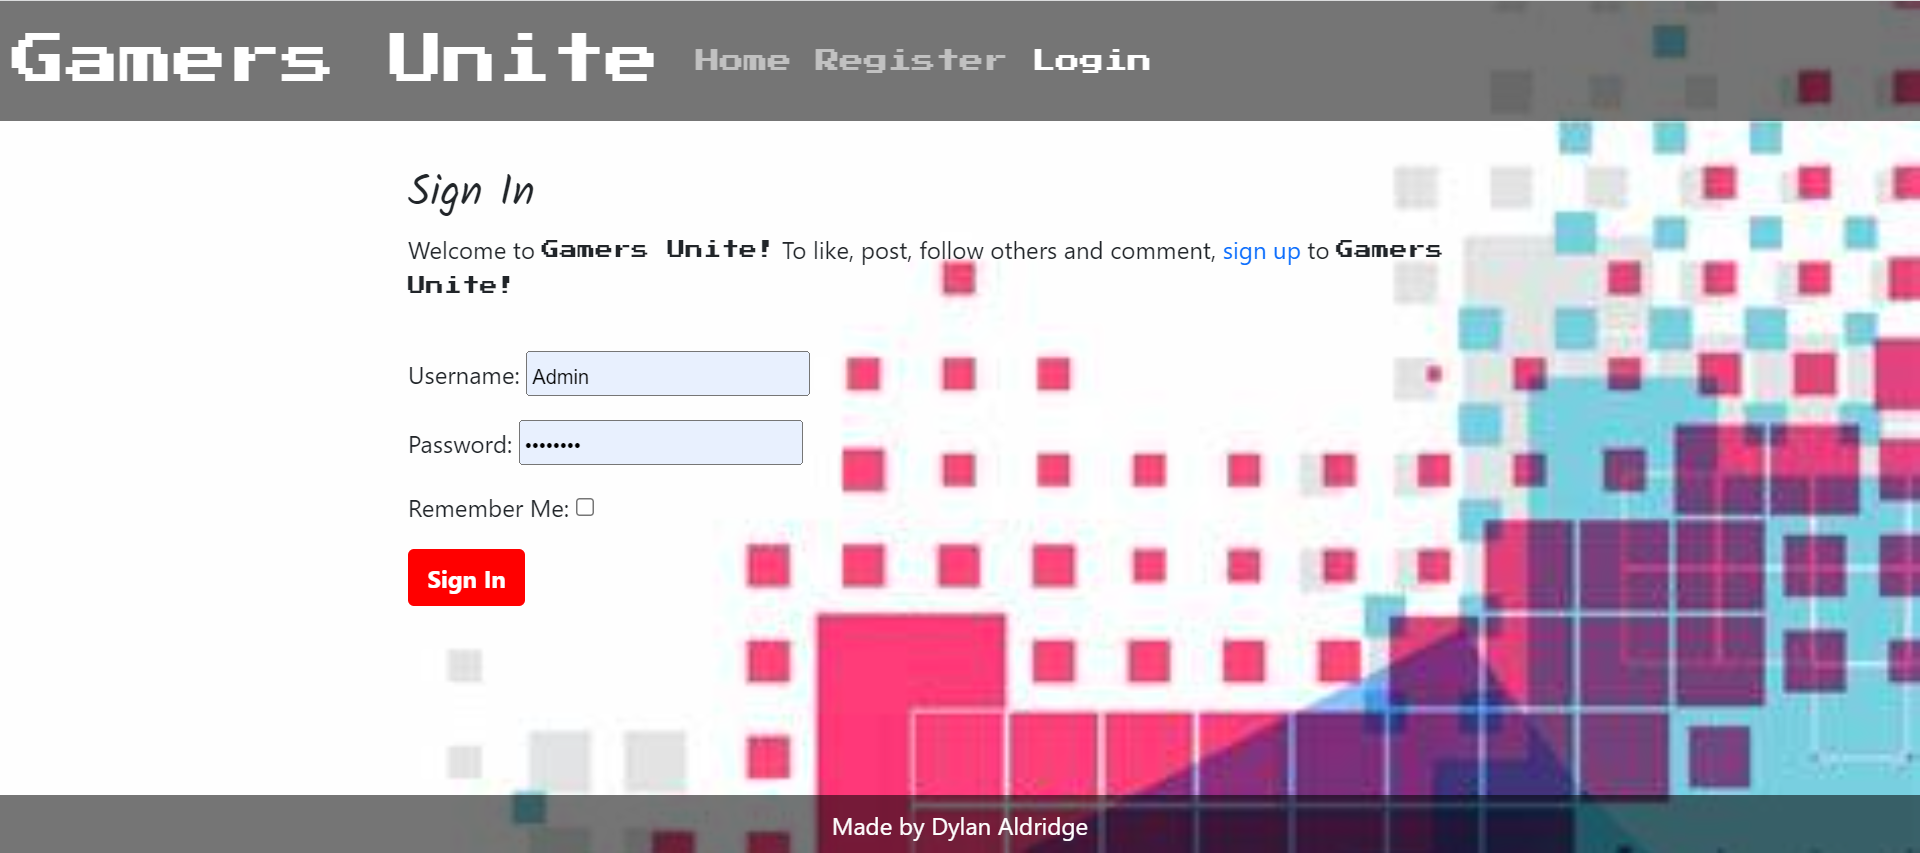 Gamers Unite Home Register Login
Sign In
Welcome to Gamers Unite! To like, post, follow others and comment, sign up to Gamers
Unite!
Username: Admin
Password: ••••••••
Remember Me:
Sign In
Made by Dylan Aldridge